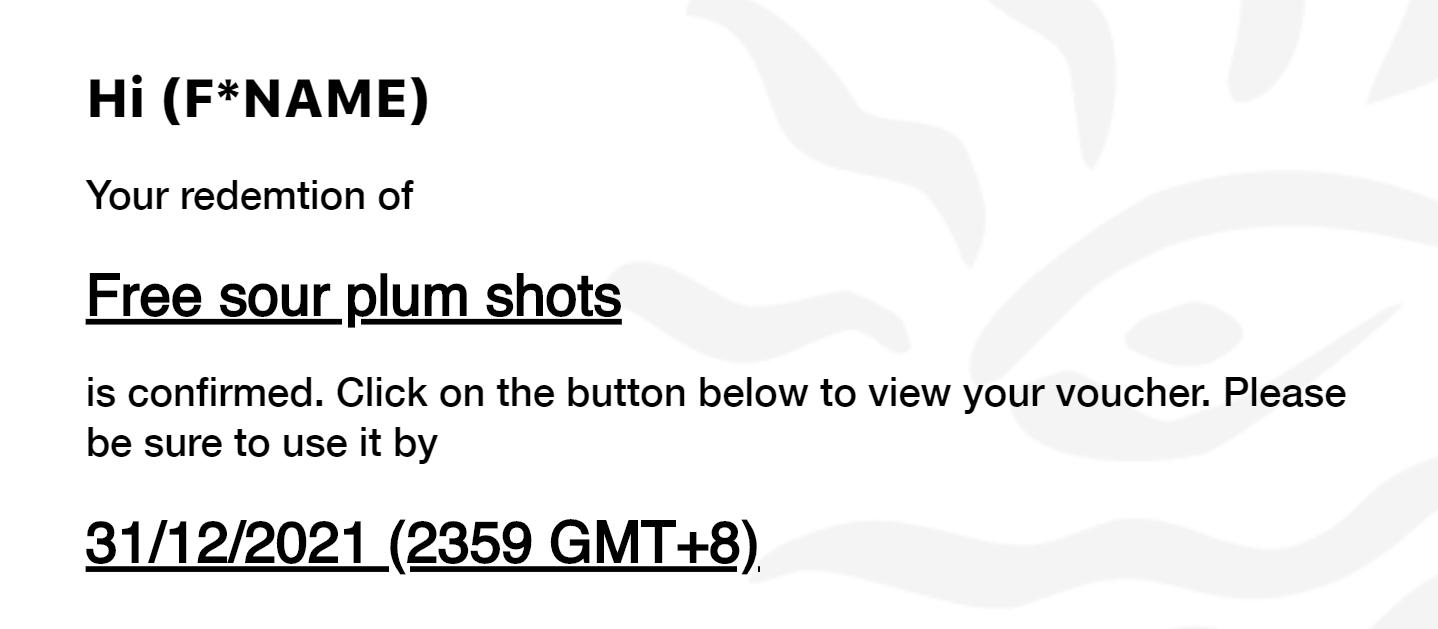 Hi (F*NAME)
Your redemtion of
Free sour plum shots
is confirmed. Click on the button below to view your voucher. Please
be sure to use it by
31/12/2021 (2359 GMT+8)